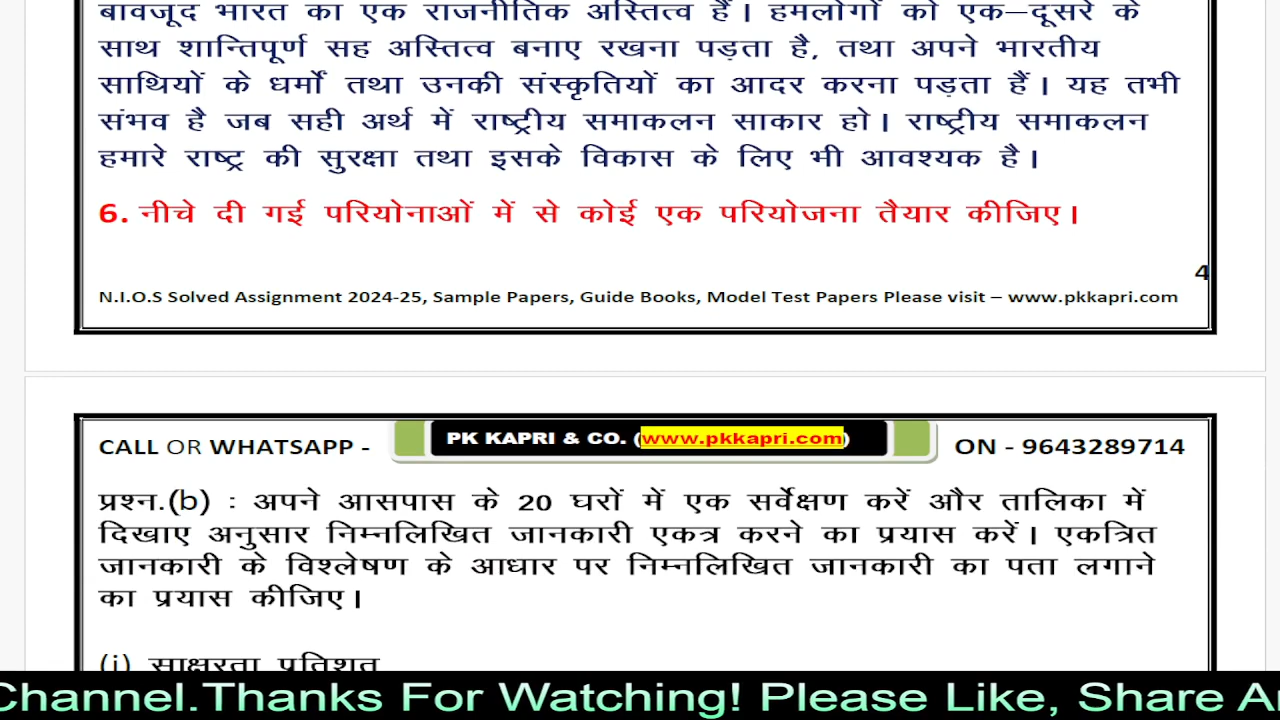 बावजूद भारत का एक राजनीतिक अस्तित्व हैं। हमलोगों को एक–दूसरे के
साथ शान्तिपूर्ण सह अस्तित्व बनाए रखना पड़ता है, तथा अपने भारतीय
साथियों के धर्मों तथा उनकी संस्कृतियों का आदर करना पड़ता हैं। यह तभी
संभव है जब सही अर्थ में राष्ट्रीय समाकलन साकार हो। राष्ट्रीय समाकलन
हमारे राष्ट्र की सुरक्षा तथा इसके विकास के लिए भी आवश्यक है।
6. नीचे दी गई परियोनाओं में से कोई एक परियोजना तैयार कीजिए।
4
N.I.O.S Solved Assignment 2024-25, Sample Papers, Guide Books, Model Test Papers Please visit – www.pkkapri.com
CALL OR WHATSAPP - PK KAPRI & CO. (www.pkkapri.com) ON - 9643289714
प्रश्न.(b) : अपने आसपास के 20 घरों में एक सर्वेक्षण करें और तालिका में
दिखाए अनुसार निम्नलिखित जानकारी एकत्र करने का प्रयास करें। एकत्रित
जानकारी के विश्लेषण के आधार पर निम्नलिखित जानकारी का पता लगाने
का प्रयास कीजिए।
(i) साक्षरता प्रतिशत
Channel.Thanks For Watching! Please Like, Share